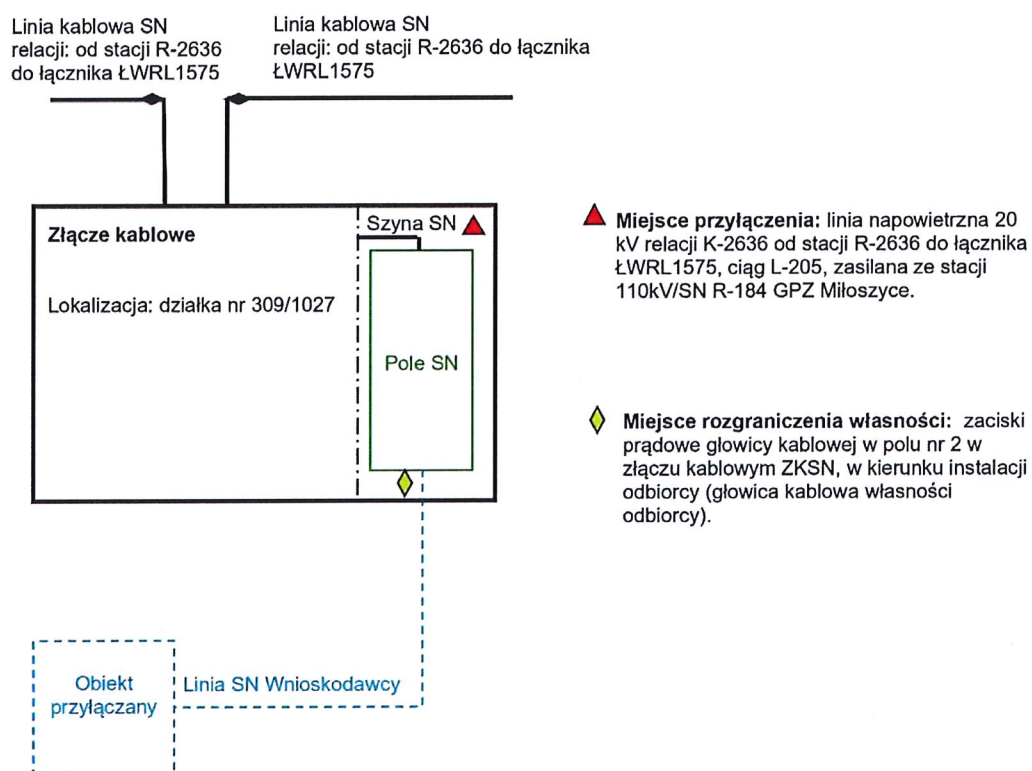 Linia kablowa SN
relacji: od stacji R-2636
do łącznika ŁWRL1575
Linia kablowa SN
relacji: od stacji R-2636 do łącznika
ŁWRL1575
Złącze kablowe
Lokalizacja: działka nr 309/1027
Szyna SN
Pole SN
Miejsce przyłączenia: linia napowietrzna 20
kV relacji K-2636 od stacji R-2636 do łącznika
ŁWRL1575, ciąg L-205, zasilana ze stacji
110kV/SN R-184 GPZ Miłoszyce.
Miejsce rozgraniczenia własności: zaciski
prądowe głowicy kablowej w polu nr 2 w
złączu kablowym ZKSN, w kierunku instalacji
odbiorcy (głowica kablowa własności
odbiorcy).
Obiekt
przyłączany
Linia SN Wnioskodawcy